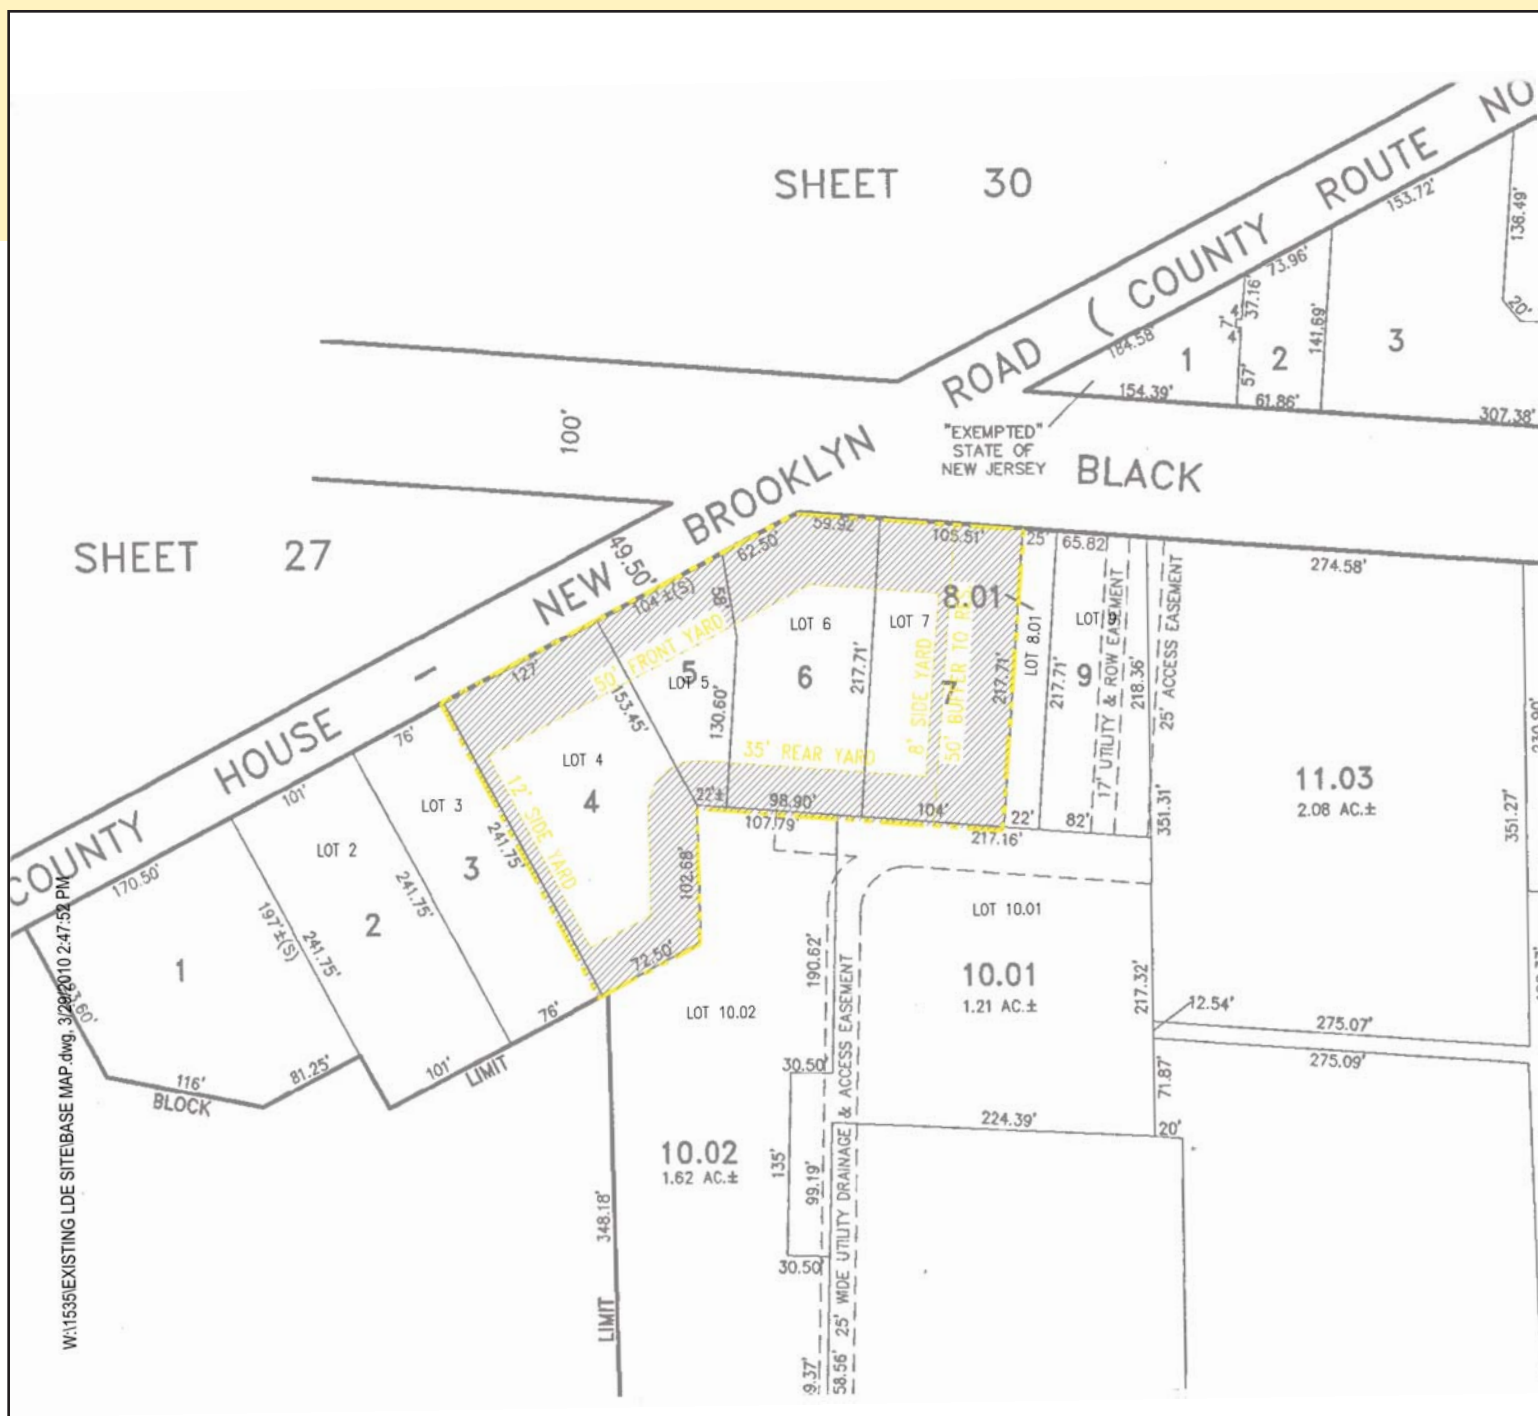 SHEET 30
SHEET 27
100'
COUNTY HOUSE - NEW BROOKLYN ROAD ( COUNTY ROUTE NO
BLACK
"EXEMPTED"
STATE OF
NEW JERSEY
184.58'
154.39'
1
4'
7'
4'
37.16'
57'
73.96'
2
61.86'
141.69'
153.72'
3
307.38'
136.49'
20'
49.50'
62.50'
59.92'
105.51'
25'
65.82
274.58'
104'±(S)
58'
127'
50' FRONT YARD
LOT 6
6
LOT 7
7
8.01
LOT 8.01
LOT 9
9
LOT 5
5
153.45'
130.60'
217.71'
8' SIDE YARD
217.71'
217.71'
17' UTILITY & ROW EASEMENT
218.36'
25' ACCESS EASEMENT
35' REAR YARD
LOT 4
4
12' SIDE YARD
241.75'
22'±
98.90'
104'
107.79'
217.16'
22'
82'
351.31'
11.03
2.08 AC.±
351.27'
76'
LOT 3
3
101'
LOT 2
2
170.50'
241.75'
241.75'
197'±(S)
1
116'
81.25'
BLOCK
101'
LIMIT
76'
102.68'
72.50'
LOT 10.02
190.62'
LOT 10.01
10.01
1.21 AC.±
217.32'
12.54'
275.07'
275.09'
71.87'
224.39'
20'
30.50'
135'
99.19'
30.50'
10.02
1.62 AC.±
348.18'
LIMIT
9.37'
58.56' 25' WIDE UTILITY DRAINAGE & ACCESS EASEMENT
W:\1535\EXISTING LDE SITE\BASE MAP.dwg, 3/29/2010 2:47:52 PM